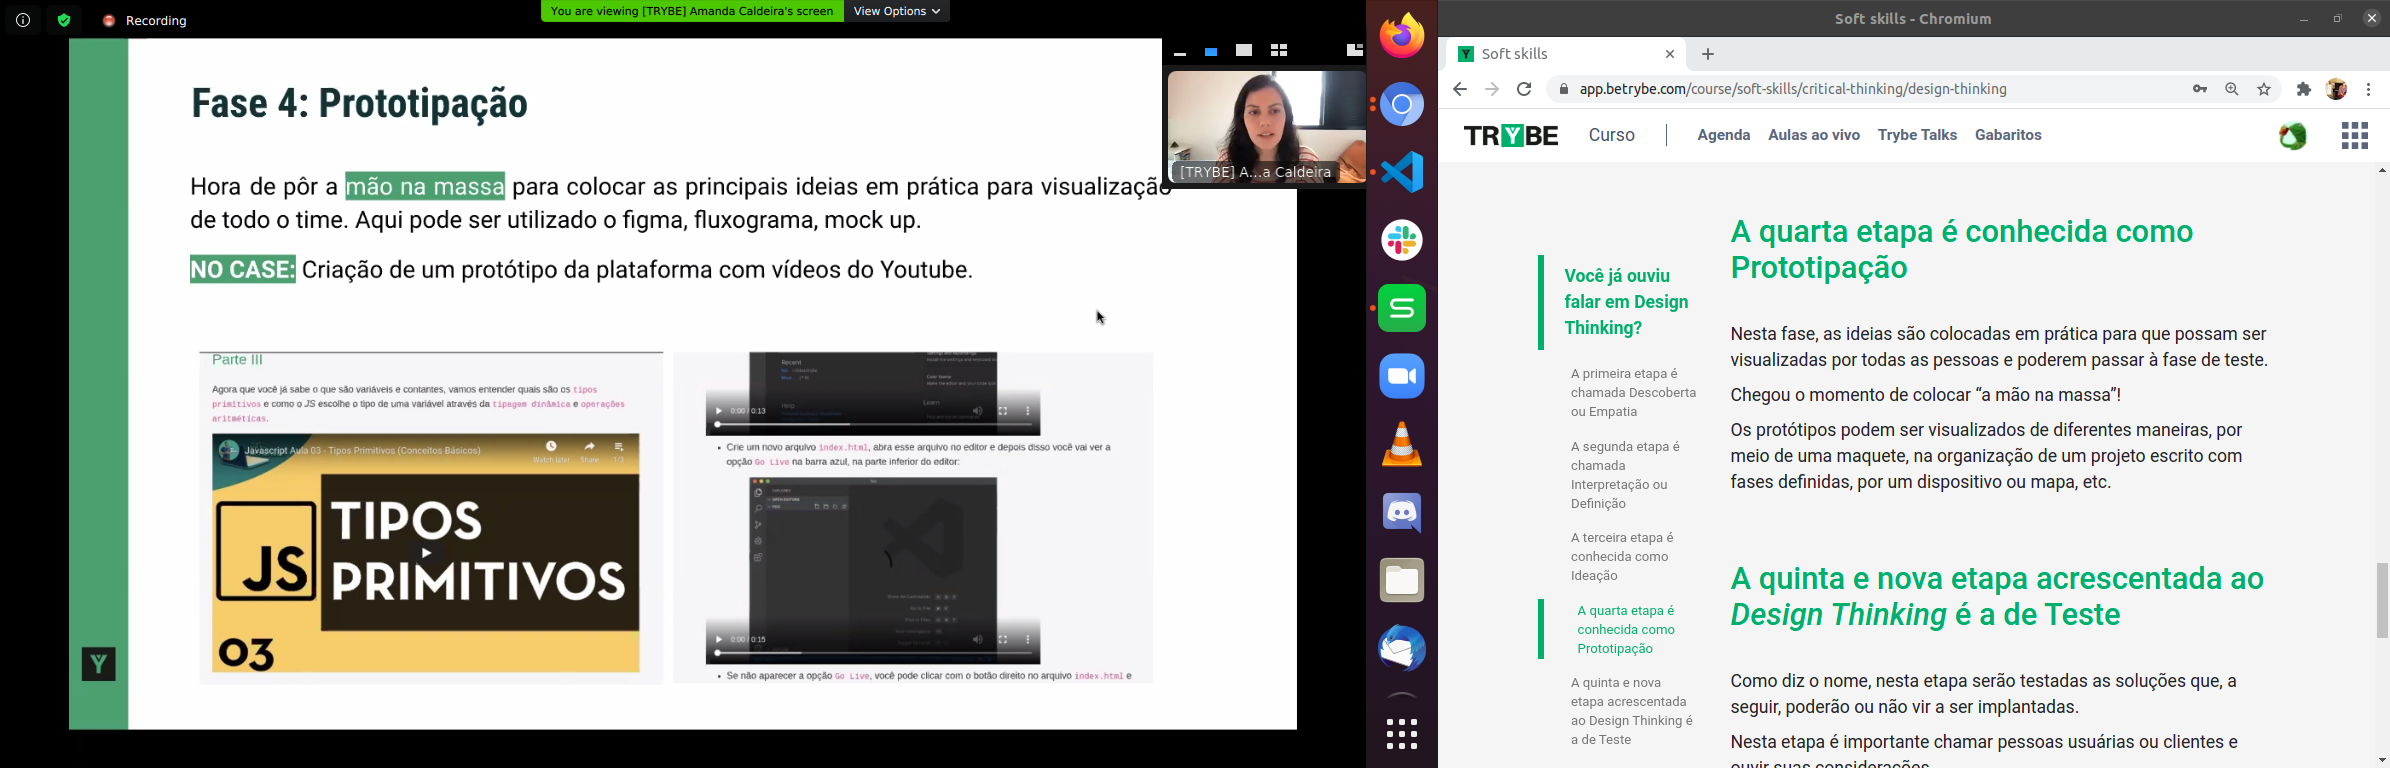 Recording
You are viewing [TRYBE] Amanda Caldeira's screen
View Options
Fase 4: Prototipação
Hora de pôr a mão na massa para colocar as principais ideias em prática para visualização
de todo o time. Aqui pode ser utilizado o figma, fluxograma, mock up.
NO CASE: Criação de um protótipo da plataforma com vídeos do Youtube.
Parte III
Agora que você já sabe o que são variáveis e contantes, vamos entender quais são os tipos
primitivos e como o JS escolhe o tipo de uma variável através da tipagem dinâmica e operações
aritméticas.
Javascript Aula 03 - Tipos Primitivos (Conceitos Básicos)
Watch later
Share
1/3
JS
TIPOS
PRIMITIVOS
03
Recent
Help
Learn
0:00 / 0:13
• Crie um novo arquivo index.html, abra esse arquivo no editor e depois disso você vai ver a
opção Go Live na barra azul, na parte inferior do editor:
0:00 / 0:15
• Se não aparecer a opção Go Live, você pode clicar com o botão direito no arquivo index.html e
[TRYBE] A...a Caldeira
Soft skills - Chromium
Soft skills
app.betrybe.com/course/soft-skills/critical-thinking/design-thinking
TRYBE
Curso
Agenda
Aulas ao vivo
Trybe Talks
Gabaritos
Você já ouviu
falar em Design
Thinking?
A primeira etapa é
chamada Descoberta
ou Empatia
A segunda etapa é
chamada
Interpretação ou
Definição
A terceira etapa é
conhecida como
Ideação
A quarta etapa é
conhecida como
Prototipação
A quinta e nova
etapa acrescentada
ao Design Thinking é
a de Teste
A quarta etapa é conhecida como
Prototipação
Nesta fase, as ideias são colocadas em prática para que possam ser
visualizadas por todas as pessoas e poderem passar à fase de teste.
Chegou o momento de colocar “a mão na massa”!
Os protótipos podem ser visualizados de diferentes maneiras, por
meio de uma maquete, na organização de um projeto escrito com
fases definidas, por um dispositivo ou mapa, etc.
A quinta e nova etapa acrescentada ao
Design Thinking é a de Teste
Como diz o nome, nesta etapa serão testadas as soluções que, a
seguir, poderão ou não vir a ser implantadas.
Nesta etapa é importante chamar pessoas usuárias ou clientes e
ouvir suas considerações